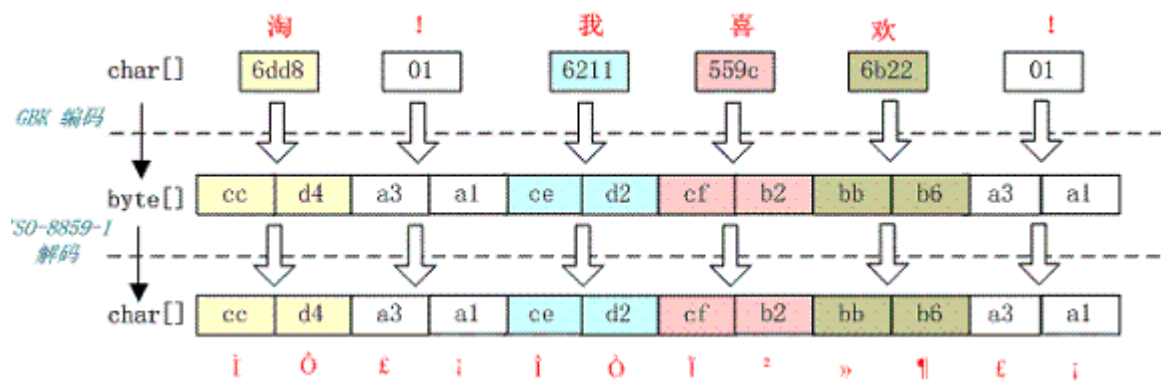 淘 ! 我 喜 欢 !
char[] 6dd8 01 6211 559c 6b22 01
GBK 编码
byte[] cc d4 a3 a1 ce d2 cf b2 bb b6 a3 a1
SO-8859-I
解码
char[] cc d4 a3 a1 ce d2 cf b2 bb b6 a3 a1
Ì Ô £ ¡ Î Ò Ï ² » ¶ £ ¡